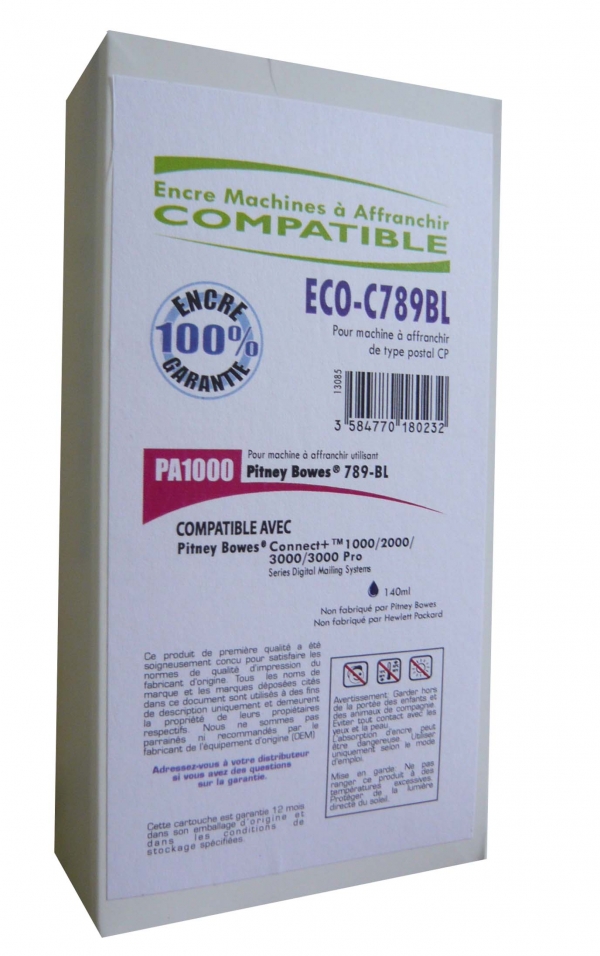 Encre Machines à Affranchir
COMPATIBLE
ENCRE
100%
GARANTIE
ECO-C789BL
Pour machine à affranchir
de type postal CP
13085
3 584770 180232
PA1000
Pour machine à affranchir utilisant
Pitney Bowes® 789-BL
COMPATIBLE AVEC
Pitney Bowes® Connect+™1000/2000/
3000/3000 Pro
Series Digital Mailing Systems
140ml
Non fabriqué par Pitney Bowes
Non fabriqué par Hewlett Packard
Ce produit de première qualité a été
soigneusement concu pour satisfaire les
normes de qualité d'impression du
fabricant d'origine. Tous les noms de
marque et les marques déposées cités
dans ce document sont utilisés à des fins
de description uniquement et demeurent
la propriété de leurs propriétaires
respectifs. Nous ne sommes pas
parrainés ni recommandés par le
fabricant de l'équipement d'origine (OEM)
Adressez-vous à votre distributeur
si vous avez des questions
sur la garantie.
Cette cartouche est garantie 12 mois
dans son emballage d'origine et
dans les conditions de
stockage spécifiées.
Avertissement: Garder hors
de la portée des enfants et
des animaux de compagnie.
Eviter tout contact avec les
yeux et la peau.
L'absorption d'encre peut
être dangereuse. Utiliser
uniquement selon le mode
d'emploi.
Mise en garde: Ne pas
ranger ce produit à des
températures excessives.
Protéger de la lumière
directe du soleil.